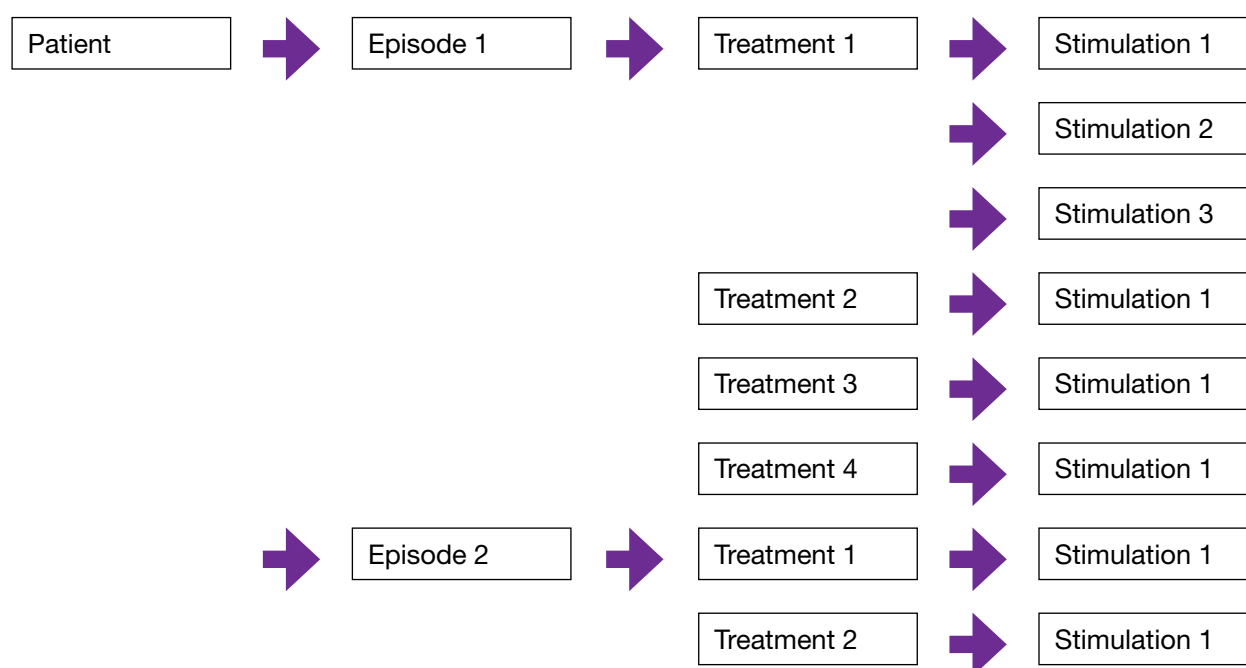 Patient
Episode 1
Treatment 1
Stimulation 1
Stimulation 2
Stimulation 3
Treatment 2
Stimulation 1
Treatment 3
Stimulation 1
Treatment 4
Stimulation 1
Episode 2
Treatment 1
Stimulation 1
Treatment 2
Stimulation 1